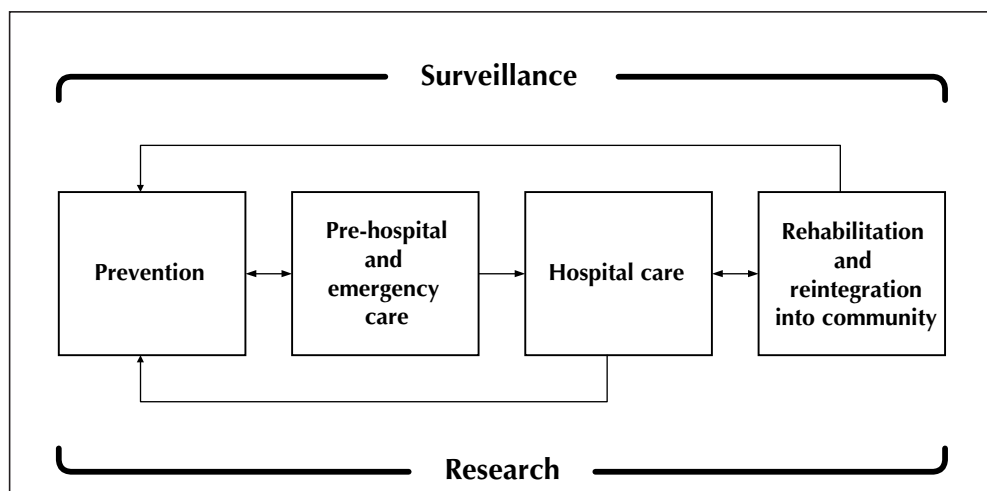 Surveillance
Prevention
Pre-hospital
and
emergency
care
Hospital care
Rehabilitation
and
reintegration
into community
Research